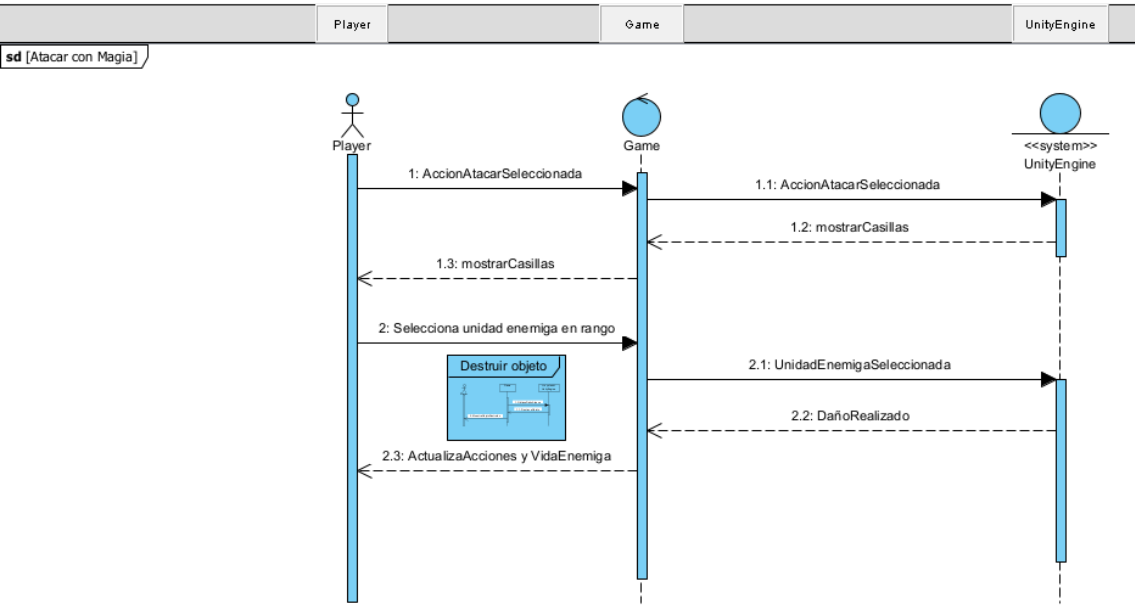 Player
Game
UnityEngine
sd [Atacar con Magia]
Player
Game
<<system>>
UnityEngine
1: AccionAtacarSeleccionada
1.1: AccionAtacarSeleccionada
1.2: mostrarCasillas
1.3: mostrarCasillas
2: Selecciona unidad enemiga en rango
Destruir objeto
2.1: UnidadEnemigaSeleccionada
2.2: DañoRealizado
2.3: ActualizaAcciones y VidaEnemiga